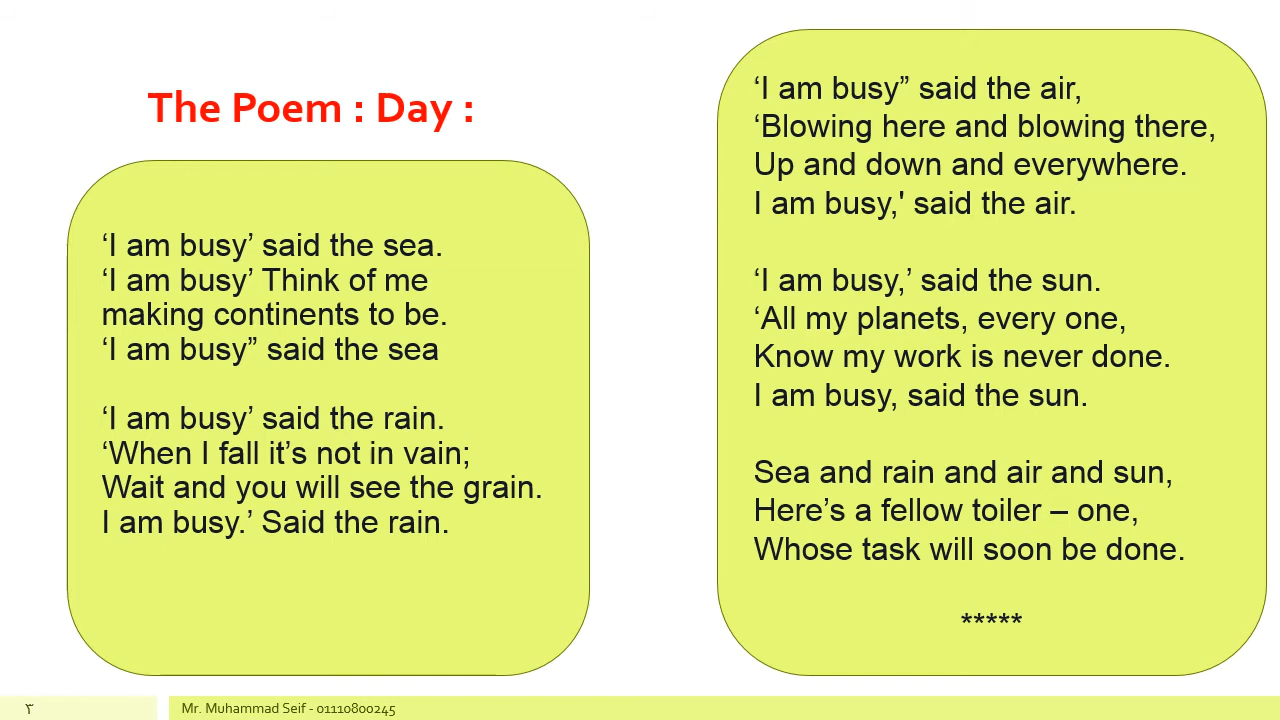 The Poem : Day :
‘I am busy’ said the sea.
‘I am busy’ Think of me
making continents to be.
‘I am busy” said the sea
‘I am busy’ said the rain.
‘When I fall it’s not in vain;
Wait and you will see the grain.
I am busy.’ Said the rain.
‘I am busy” said the air,
‘Blowing here and blowing there,
Up and down and everywhere.
I am busy,' said the air.
‘I am busy,’ said the sun.
‘All my planets, every one,
Know my work is never done.
I am busy, said the sun.
Sea and rain and air and sun,
Here’s a fellow toiler – one,
Whose task will soon be done.
*****
٣
Mr. Muhammad Seif - 01110800245